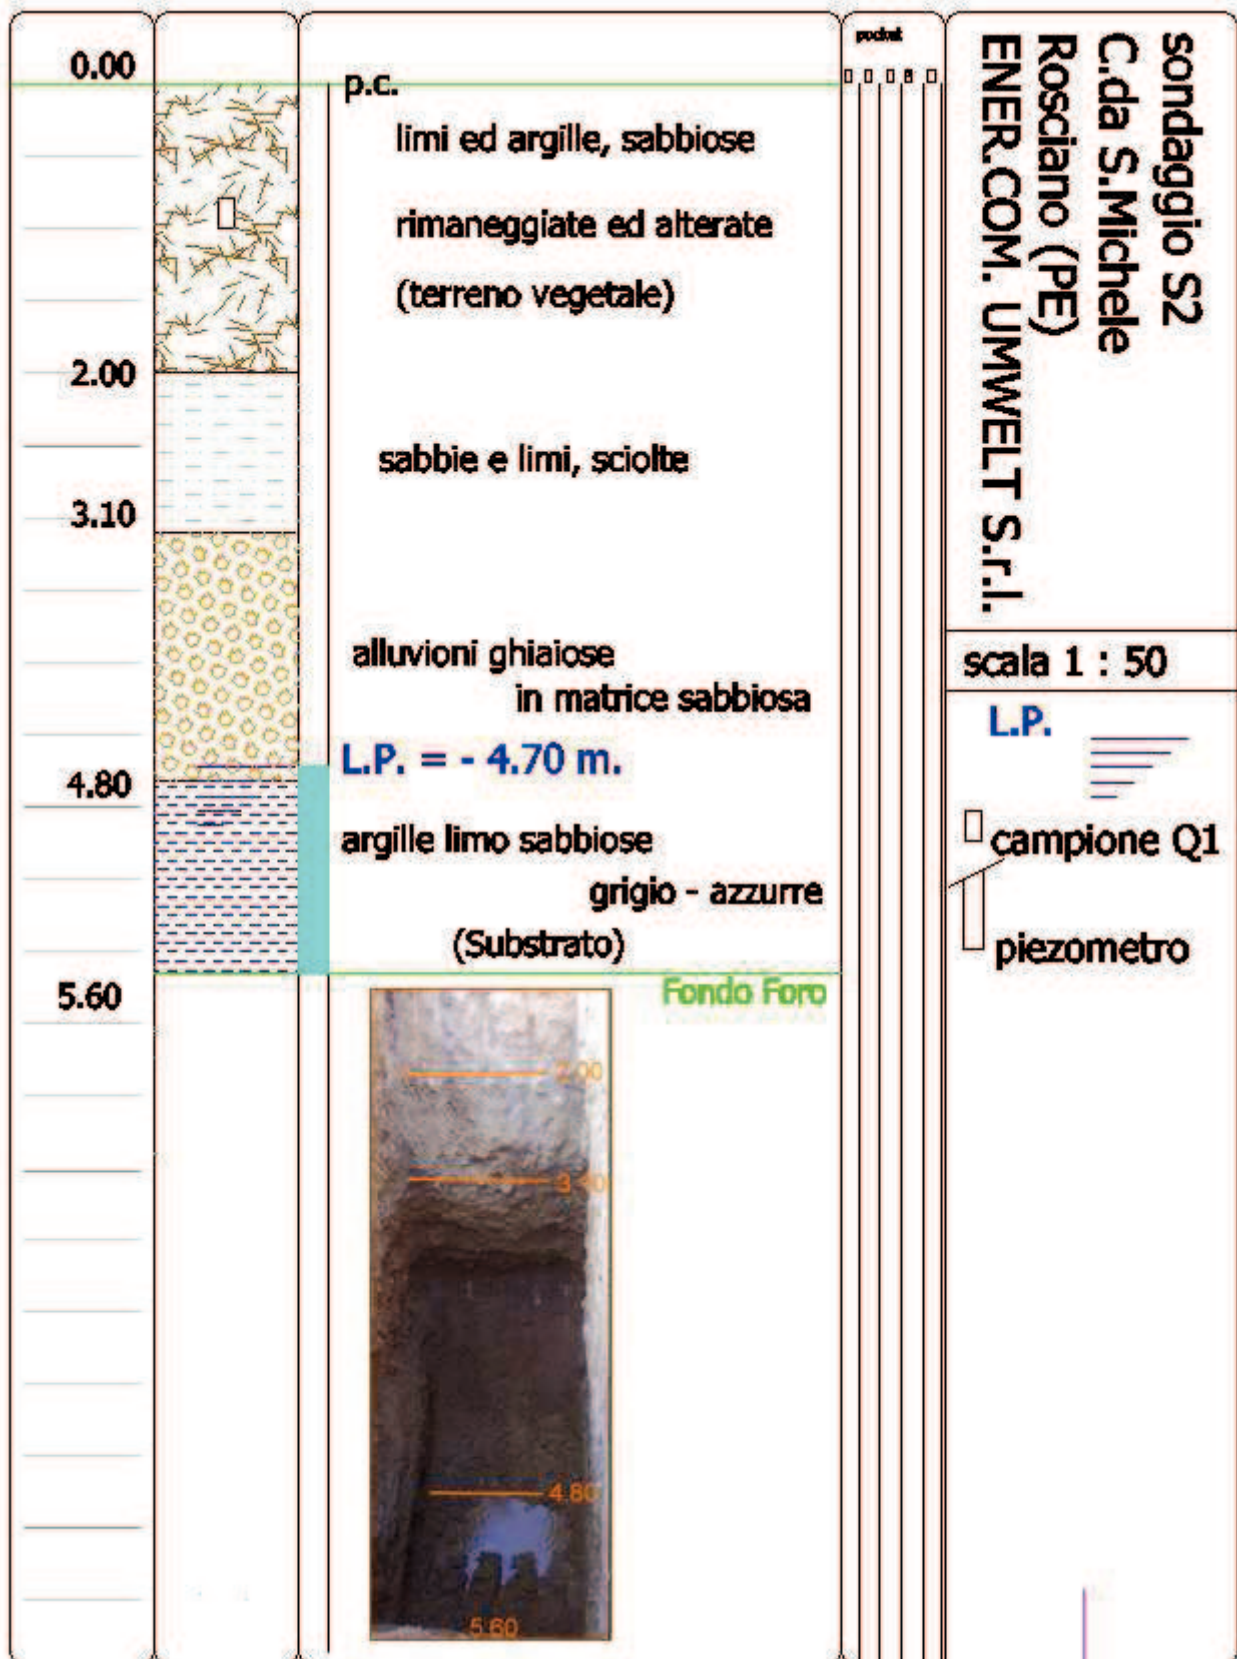 0.00
p.c.
limi ed argille, sabbiose
rimaneggiate ed alterate
(terreno vegetale)
2.00
sabbie e limi, sciolte
3.10
alluvioni ghiaiose
in matrice sabbiosa
L.P. = - 4.70 m.
4.80
argille limo sabbiose
grigio - azzurre
(Substrato)
Fondo Foro
5.60
2.00
3.10
4.80
5.60
pocket
sondaggio S2
C.da S.Michele
Rosciano (PE)
ENER.COM. UMWELT S.r.l.
scala 1 : 50
L.P.
campione Q1
piezometro